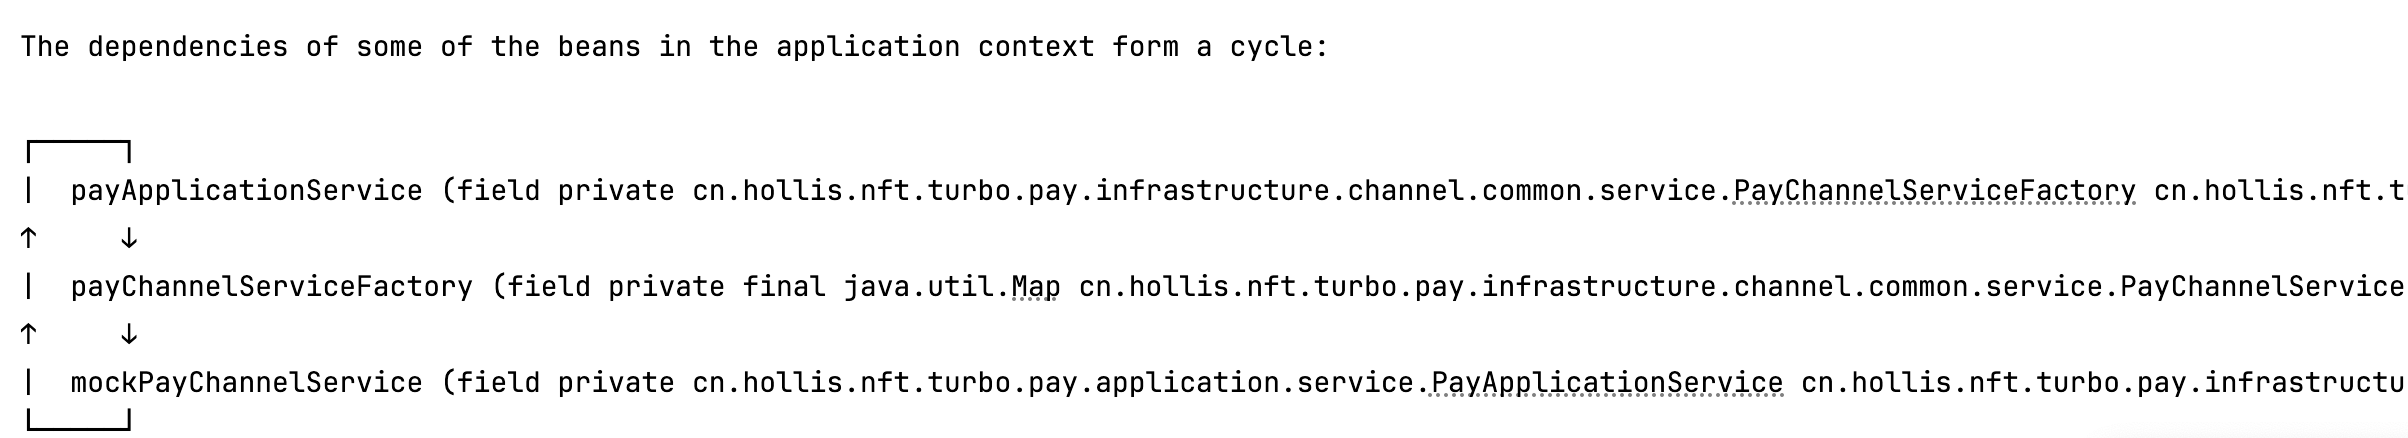 The dependencies of some of the beans in the application context form a cycle:
┌─────┐
|  payApplicationService (field private cn.hollis.nft.turbo.pay.infrastructure.channel.common.service.PayChannelServiceFactory cn.hollis.nft.t
↑     ↓
|  payChannelServiceFactory (field private final java.util.Map cn.hollis.nft.turbo.pay.infrastructure.channel.common.service.PayChannelService
↑     ↓
|  mockPayChannelService (field private cn.hollis.nft.turbo.pay.application.service.PayApplicationService cn.hollis.nft.turbo.pay.infrastructu
└─────┘